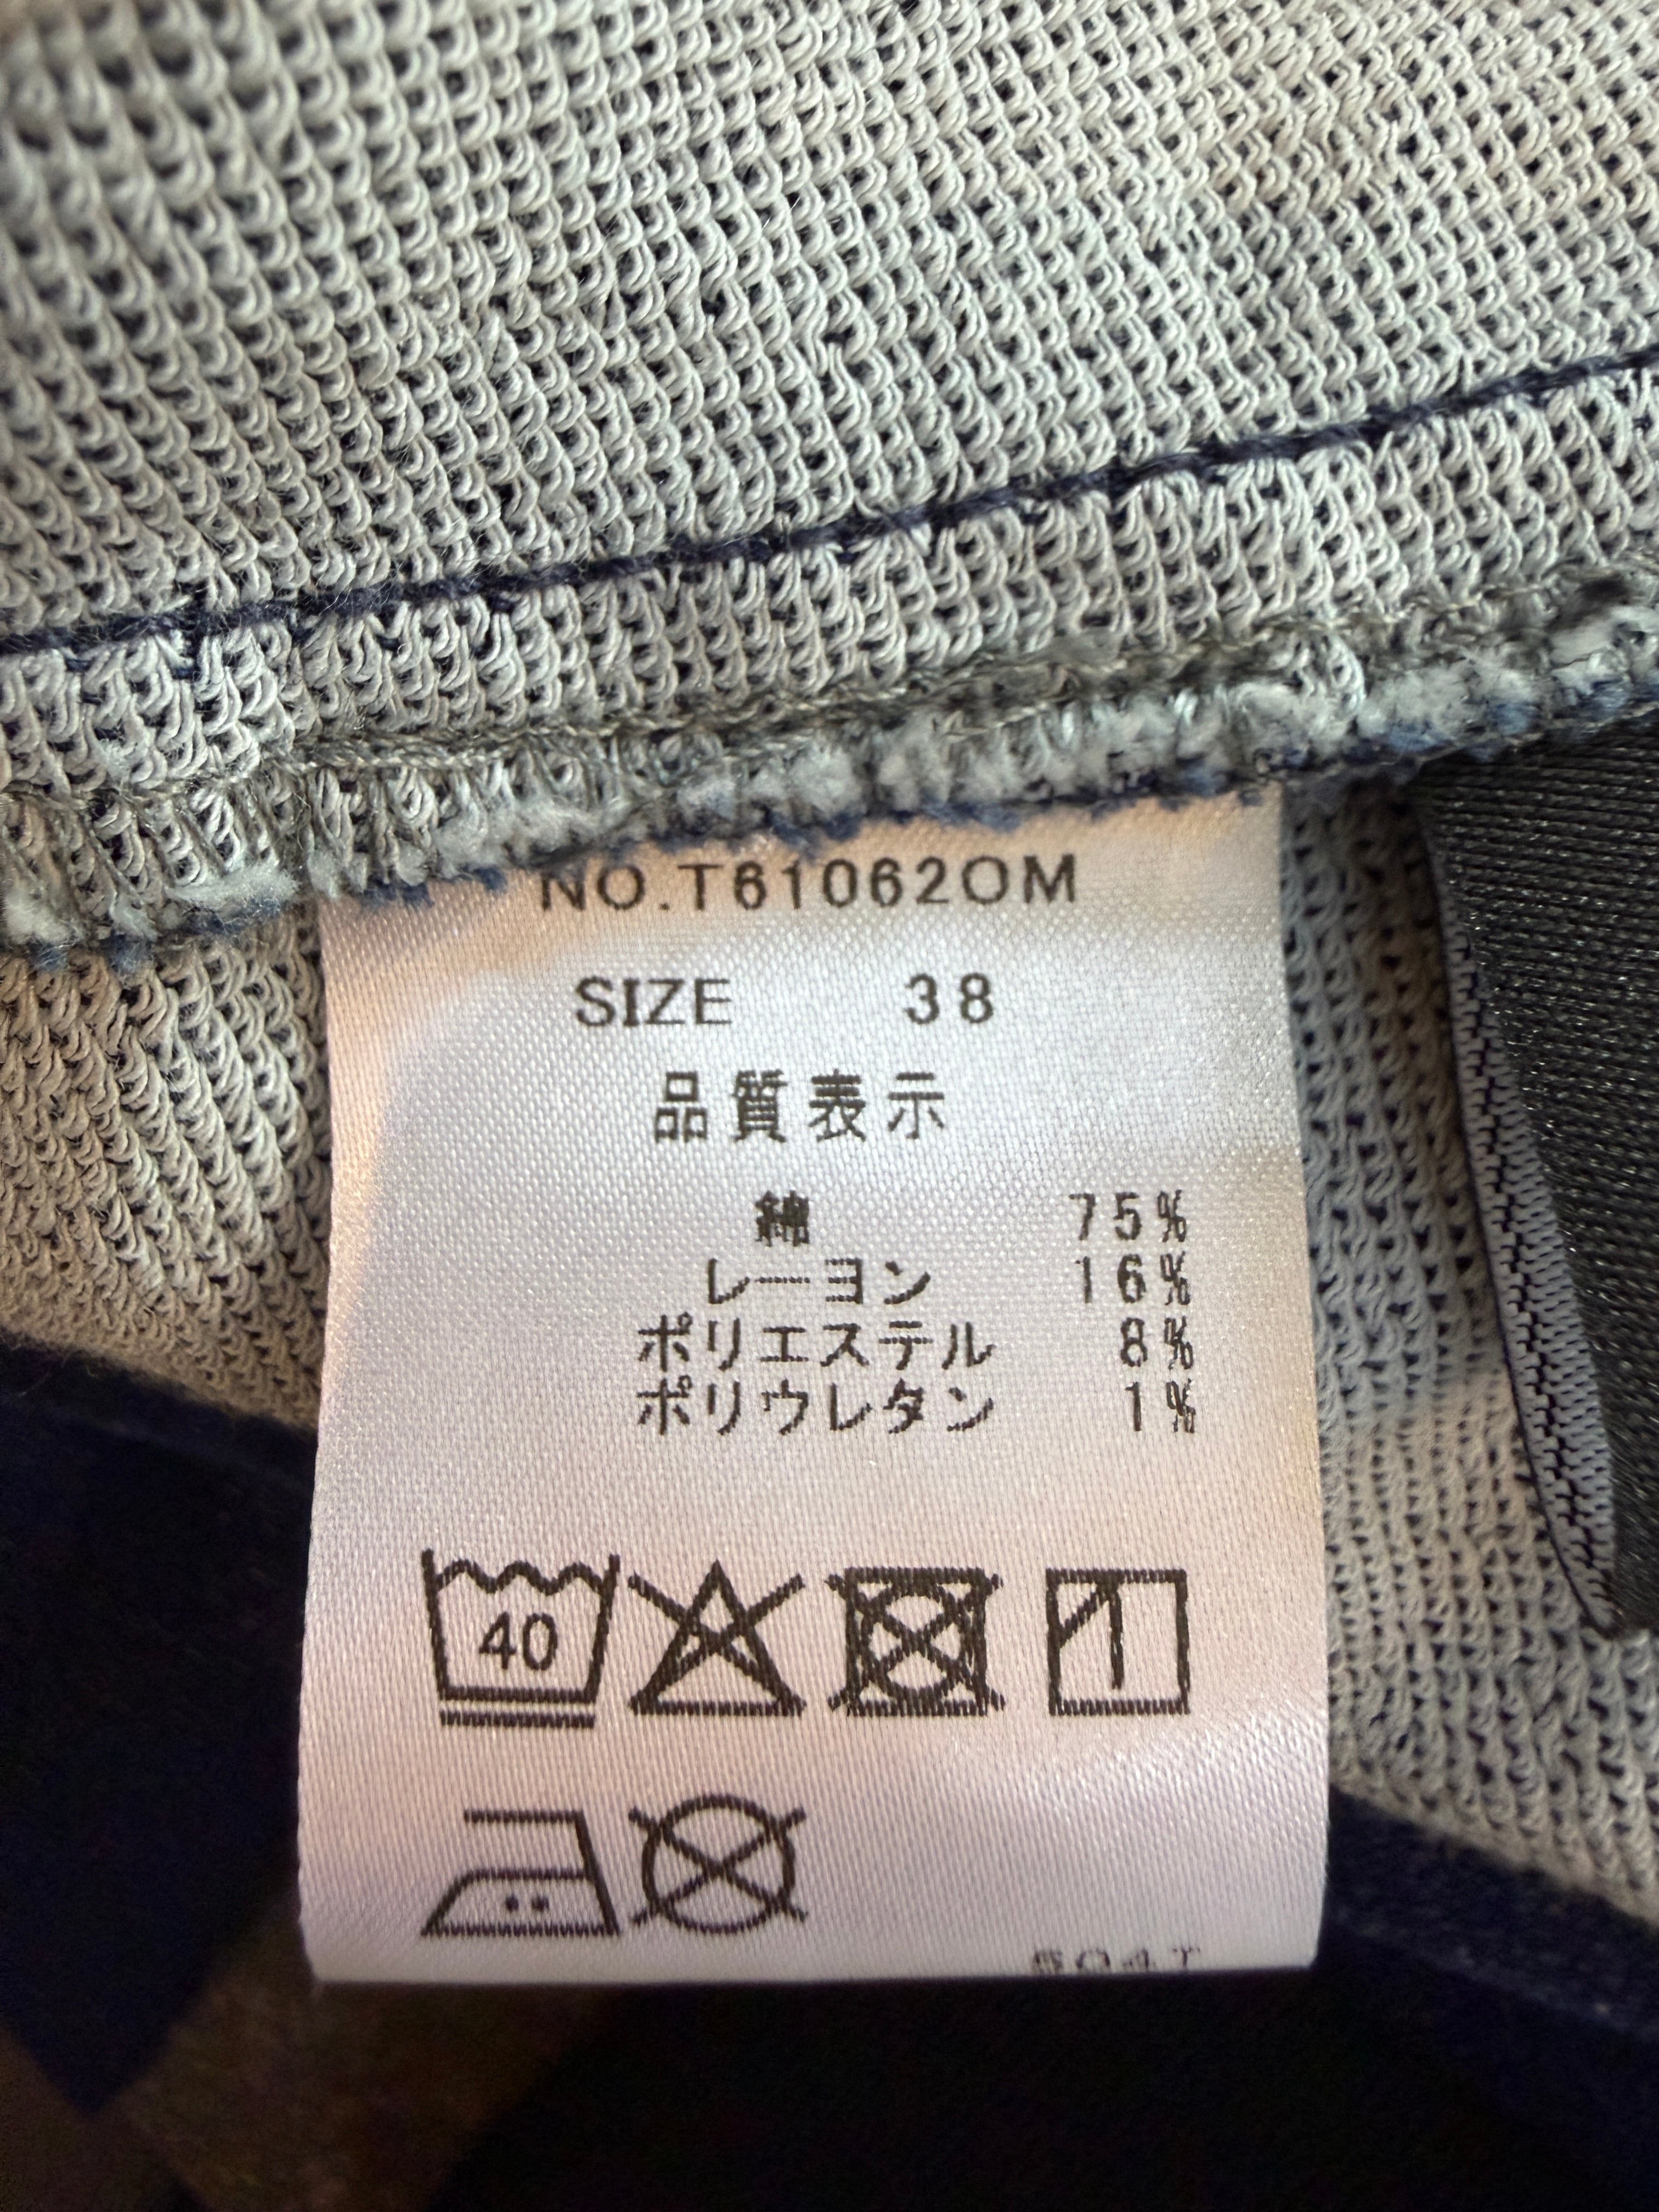 NO.T61062OM
SIZE 38
品質表示
綿 75%
レーヨン 16%
ポリエステル 8%
ポリウレタン 1%
40